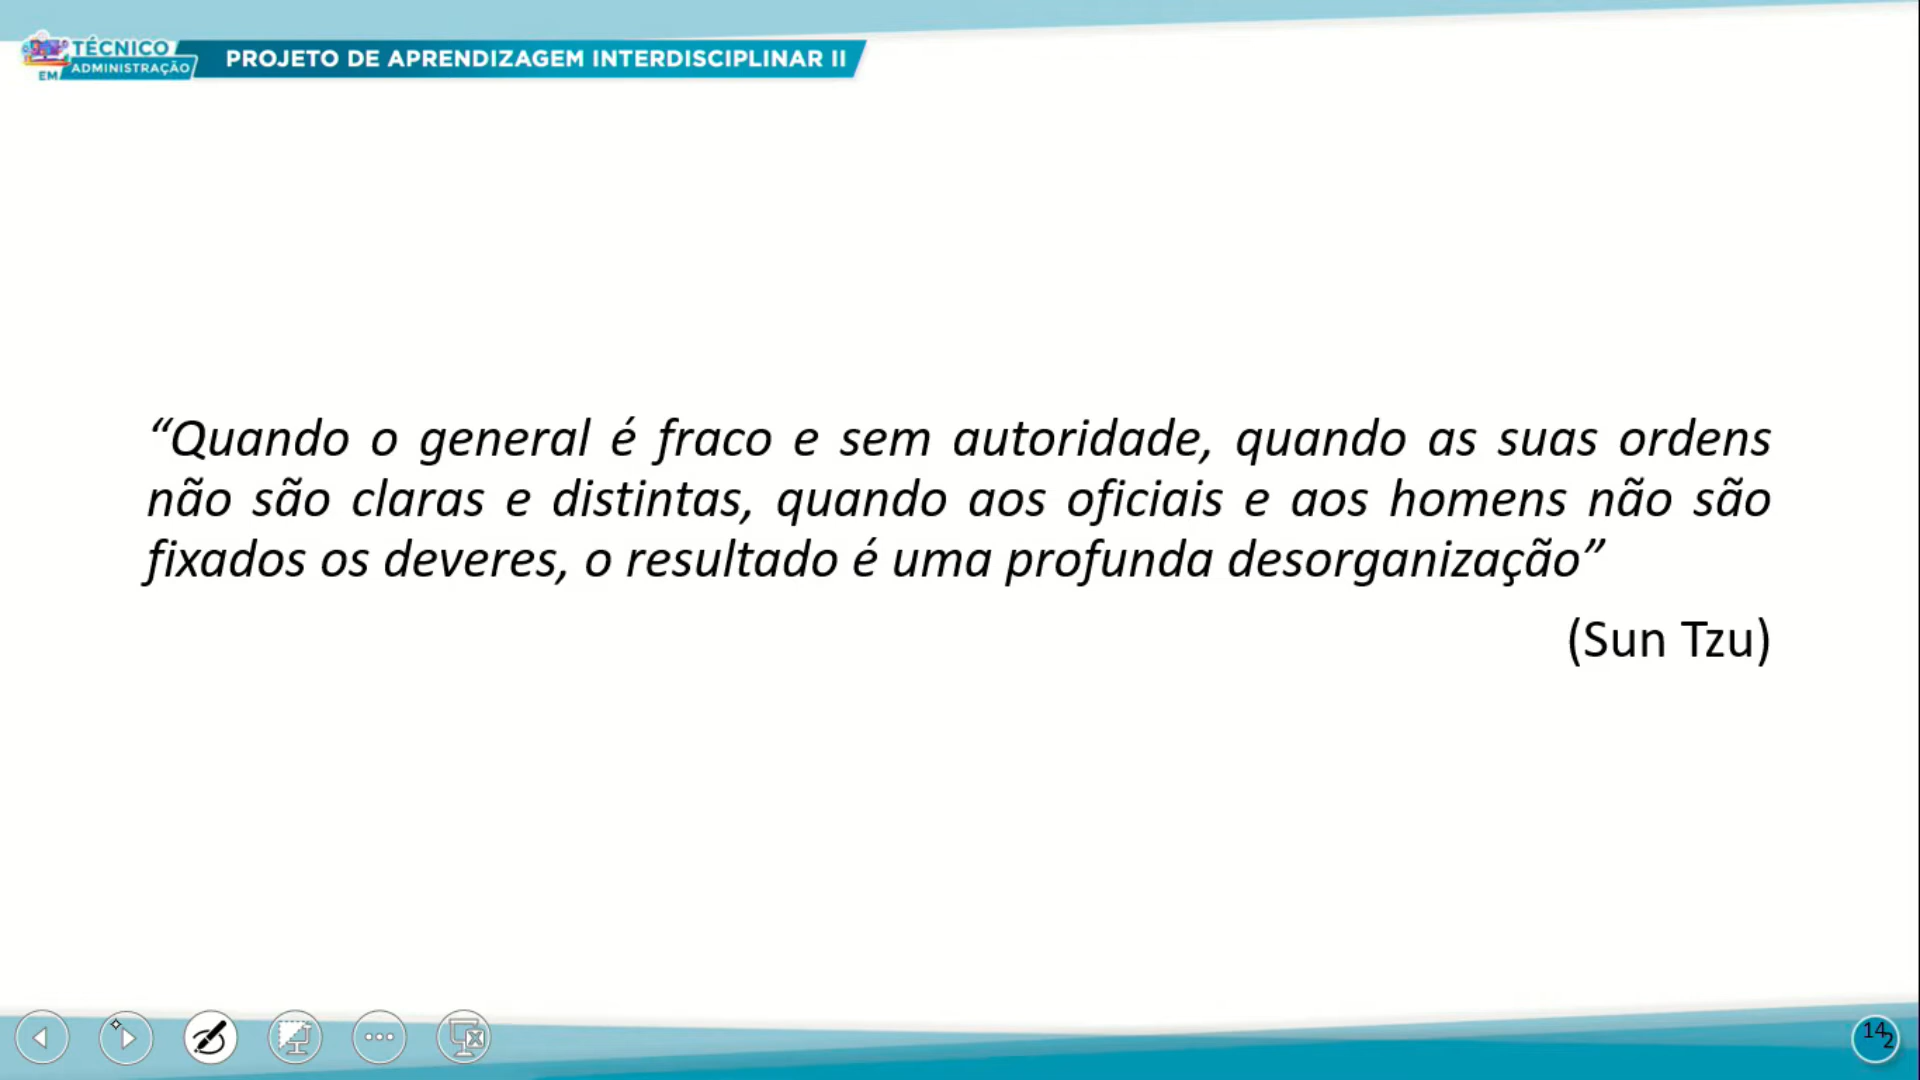 TÉCNICO
EM ADMINISTRAÇÃO
PROJETO DE APRENDIZAGEM INTERDISCIPLINAR II
“Quando o general é fraco e sem autoridade, quando as suas ordens
não são claras e distintas, quando aos oficiais e aos homens não são
fixados os deveres, o resultado é uma profunda desorganização”
(Sun Tzu)
142